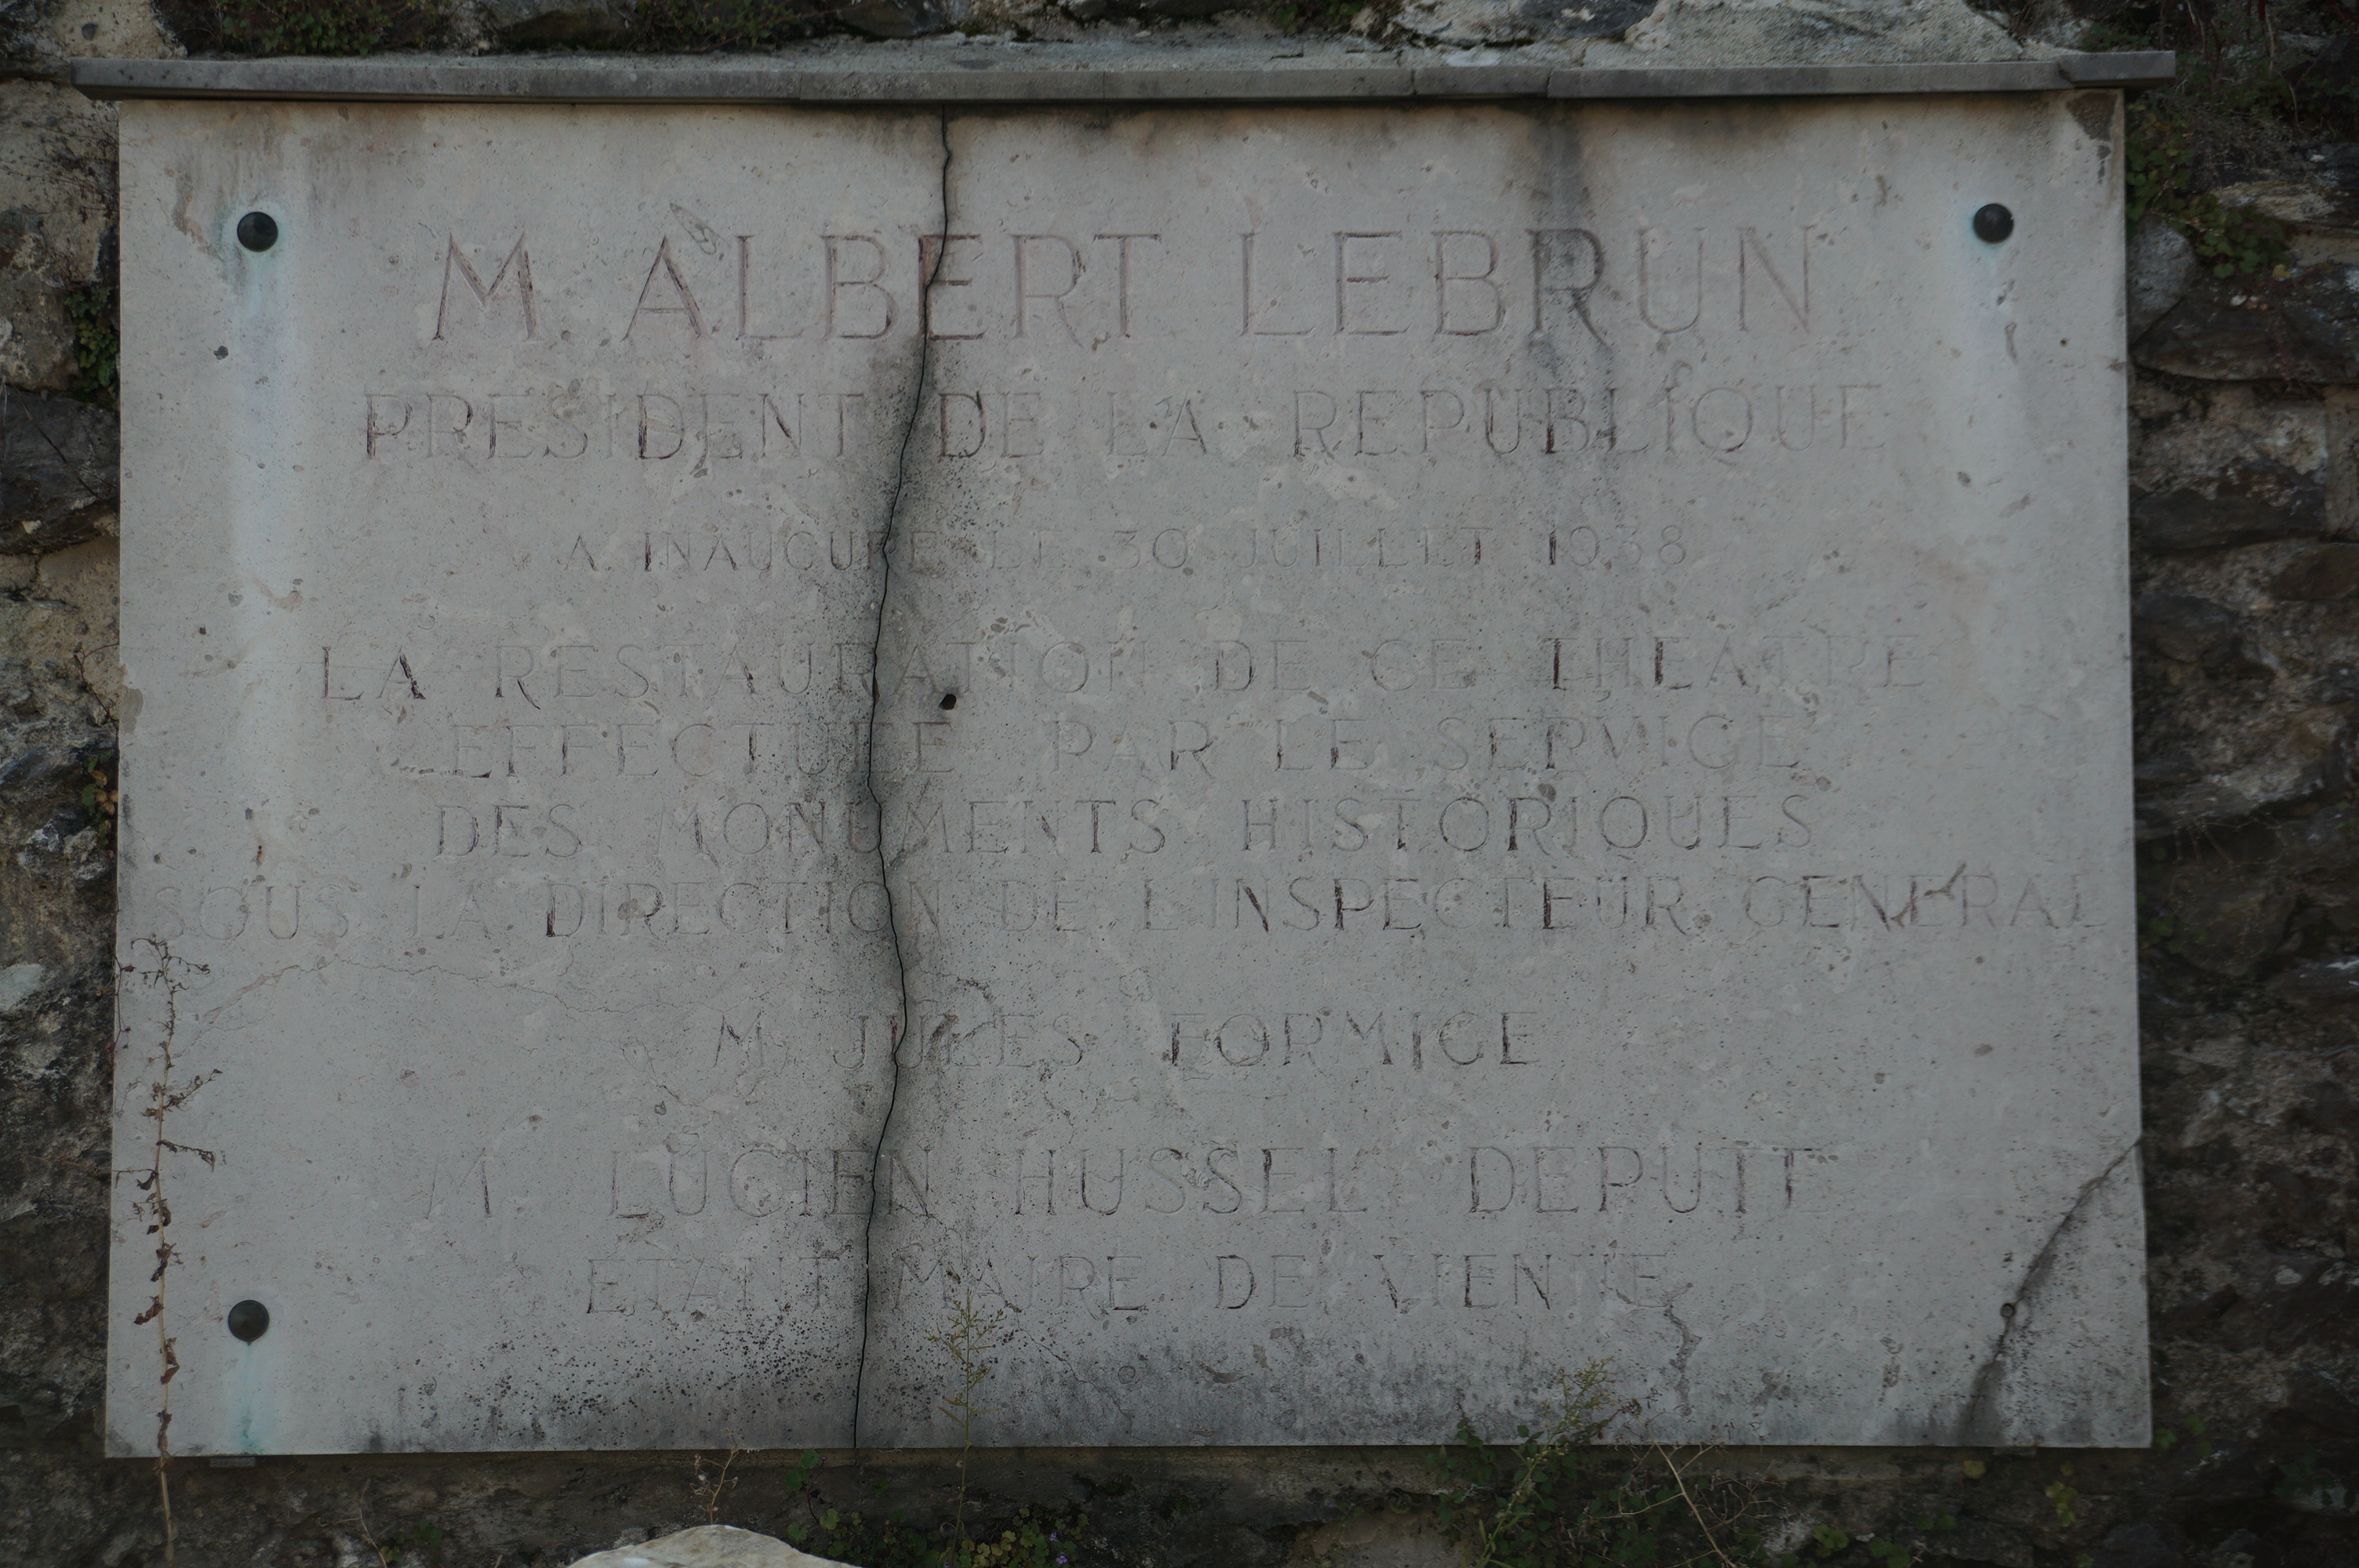 M. ALBERT LEBRUN
PRESIDENT DE LA REPUBLIQUE
A INAUGURE LE 30 JUILLET 1938
LA RESTAURATION DE CE THEATRE
EFFECTUEE PAR LE SERVICE
DES MONUMENTS HISTORIQUES
SOUS LA DIRECTION DE L'INSPECTEUR GENERAL
M. JULES FORMIGE
M. LUCIEN HUSSEL DEPUTE
ETANT MAIRE DE VIENNE